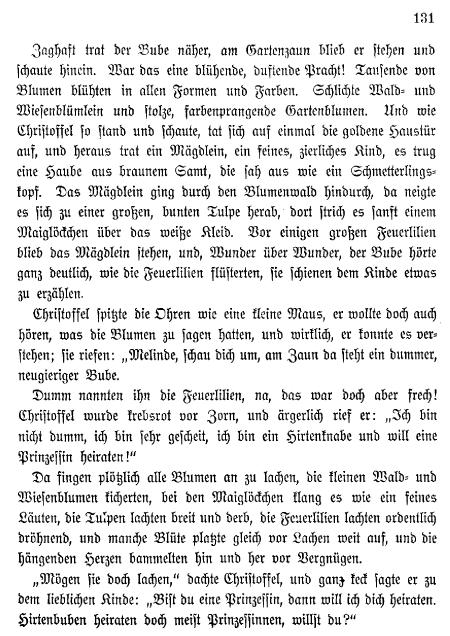 131
Zaghaft trat der Bube näher, am Gartenzaun blieb er stehen und
schaute hinein. War das eine blühende, duftende Pracht! Tausende von
Blumen blühten in allen Formen und Farben. Schlichte Wald- und
Wiesenblümlein und stolze, farbenprangende Gartenblumen. Und wie
Christoffel so stand und schaute, tat sich auf einmal die goldene Haustür
auf, und heraus trat ein Mägdlein, ein feines, zierliches Kind, es trug
eine Haube aus braunem Samt, die sah aus wie ein Schmetterlings-
kopf. Das Mägdlein ging durch den Blumenwald hindurch, da neigte
es sich zu einer großen, bunten Tulpe herab, dort strich es sanft einem
Maiglöckchen über das weiße Kleid. Vor einigen großen Feuerlilien
blieb das Mägdlein stehen, und, Wunder über Wunder, der Bube hörte
ganz deutlich, wie die Feuerlilien flüsterten, sie schienen dem Kinde etwas
zu erzählen.
Christoffel spitzte die Ohren wie eine kleine Maus, er wollte doch auch
hören, was die Blumen zu sagen hatten, und wirklich, er konnte es ver-
stehen; sie riefen: „Melinde, schau dich um, am Zaun da steht ein dummer,
neugieriger Bube.
Dumm nannten ihn die Feuerlilien, na, das war doch aber frech!
Christoffel wurde krebsrot vor Zorn, und ärgerlich rief er: „Ich bin
nicht dumm, ich bin sehr gescheit, ich bin ein Hirtenknabe und will eine
Prinzessin heiraten!“
Da fingen plötzlich alle Blumen an zu lachen, die kleinen Wald- und
Wiesenblumen kicherten, bei den Maiglöckchen klang es wie ein feines
Läuten, die Tulpen lachten breit und derb, die Feuerlilien lachten ordentlich
dröhnend, und manche Blüte platzte gleich vor Lachen weit auf, und die
hängenden Herzen bammelten hin und her vor Vergnügen.
„Mögen sie doch lachen,“ dachte Christoffel, und ganz keck sagte er zu
dem lieblichen Kinde: „Bist du eine Prinzessin, dann will ich dich heiraten.
Hirtenbuben heiraten doch meist Prinzessinnen, willst du?“